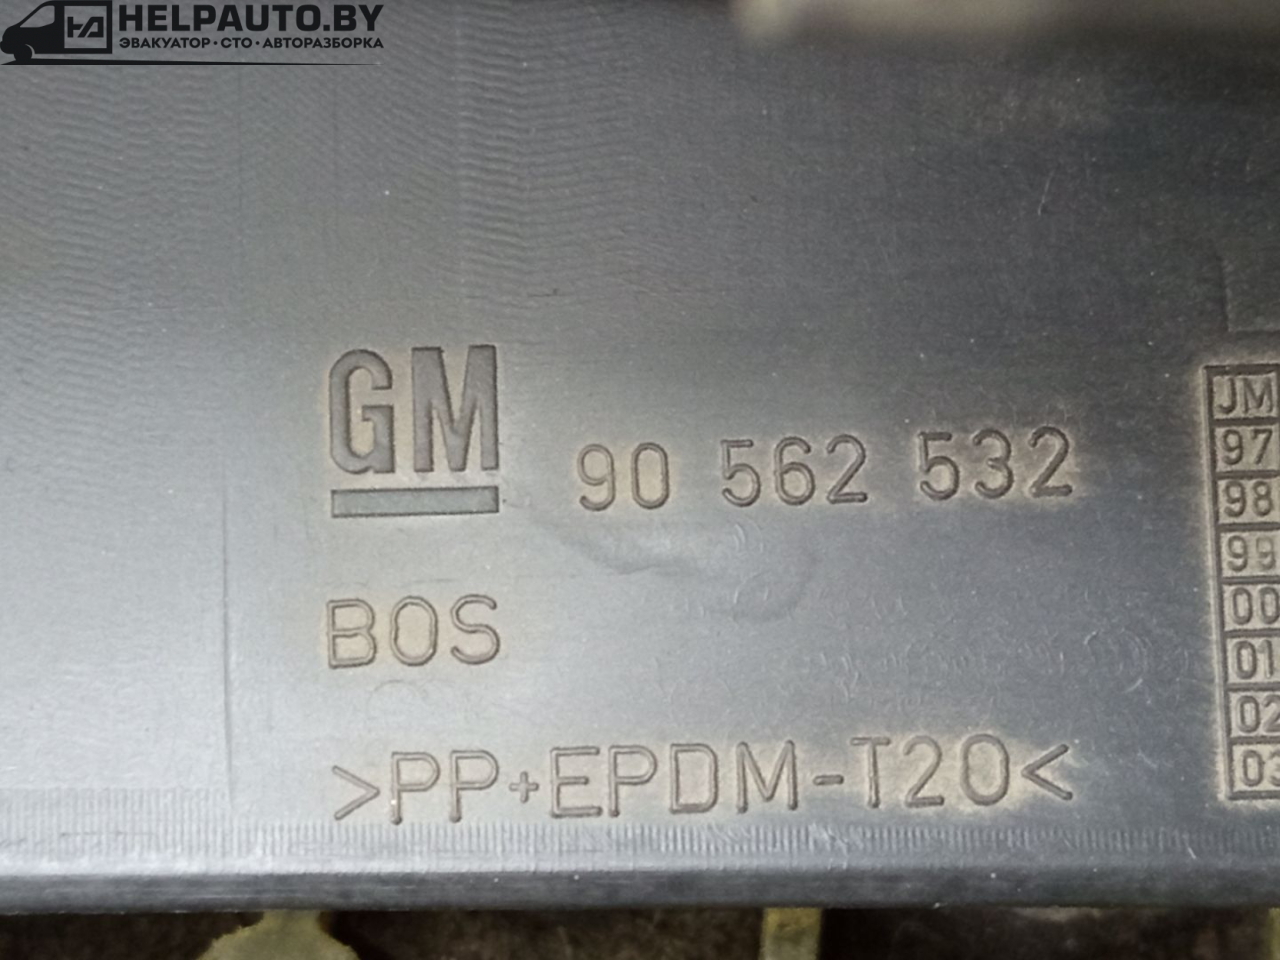 HELPAUTO.BY
ЭВАКУАТОР·СТО·АВТОРАЗБОРКА
GM 90 562 532
BOS
>PP+EPDM-T20<
JM
97
98
99
00
01
02
03